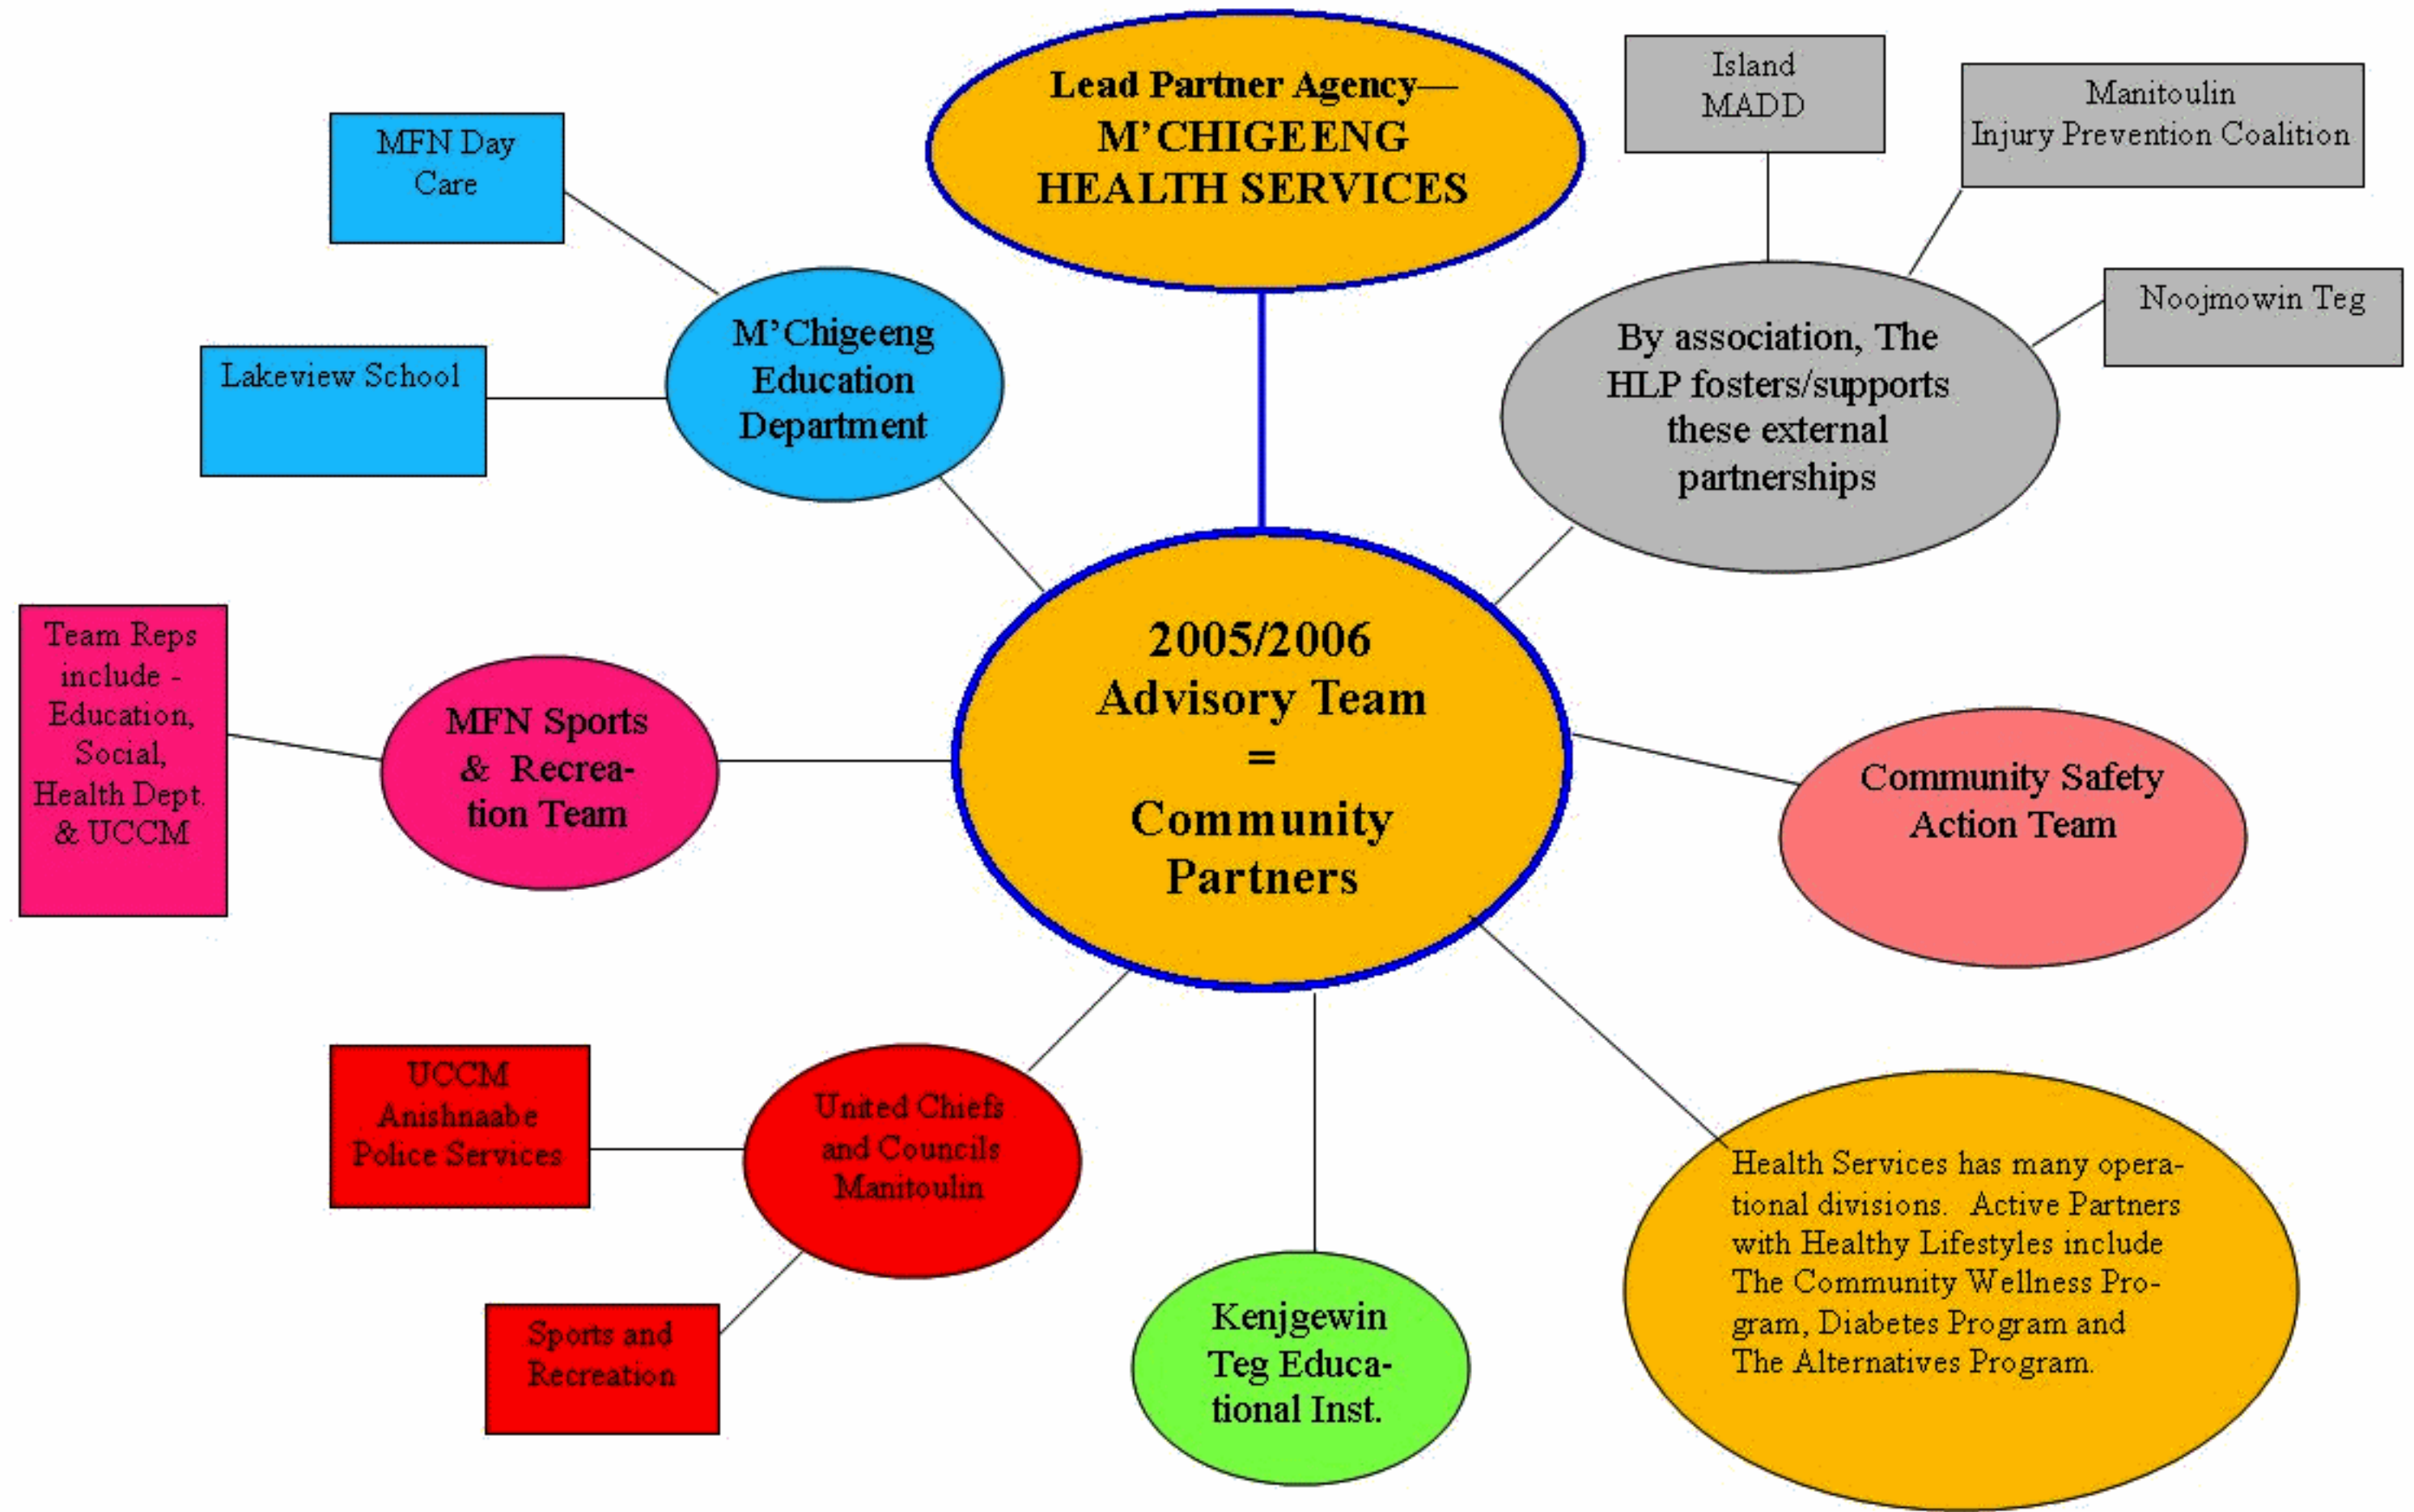 Lead Partner Agency—
M’CHIGEENG
HEALTH SERVICES
Island
MADD
Manitoulin
Injury Prevention Coalition
Noojmowin Teg
By association, The
HLP fosters/supports
these external
partnerships
MFN Day
Care
Lakeview School
M’Chigeeng
Education
Department
2005/2006
Advisory Team
=
Community
Partners
Team Reps
include -
Education,
Social,
Health Dept.
& UCCM
MFN Sports
& Recrea-
tion Team
Community Safety
Action Team
UCCM
Anishnaabe
Police Services
United Chiefs
and Councils
Manitoulin
Sports and
Recreation
Kenjgewin
Teg Educa-
tional Inst.
Health Services has many opera-
tional divisions. Active Partners
with Healthy Lifestyles include
The Community Wellness Pro-
gram, Diabetes Program and
The Alternatives Program.